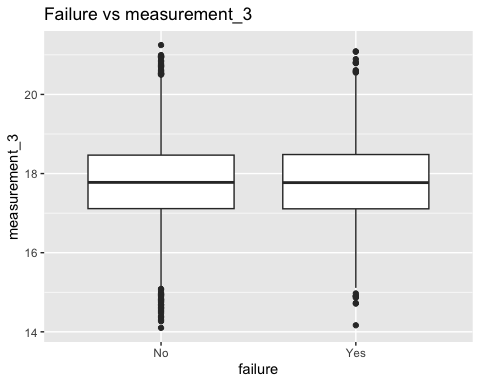 Failure vs measurement_3
measurement_3
20
18
16
14
No
Yes
failure